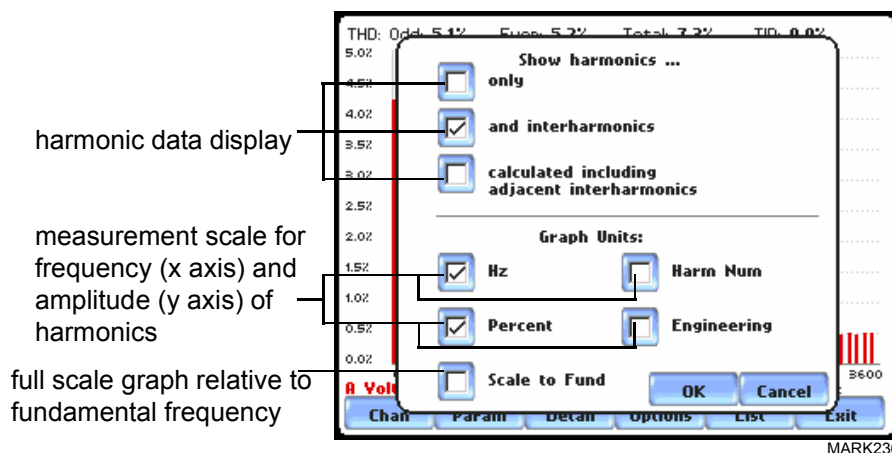 THD: Odd: 5.1% Even: 5.2% Total: 7.3% TID: 0.0%
5.0%
4.5%
4.0%
3.5%
3.0%
2.5%
2.0%
1.5%
1.0%
0.5%
0.0%
Show harmonics ...
only
and interharmonics
calculated including
adjacent interharmonics
Graph Units:
Hz Harm Num
Percent Engineering
Scale to Fund
OK Cancel
3600
A
Chan Param Detail Options List Exit
harmonic data display
measurement scale for
frequency (x axis) and
amplitude (y axis) of
harmonics
full scale graph relative to
fundamental frequency